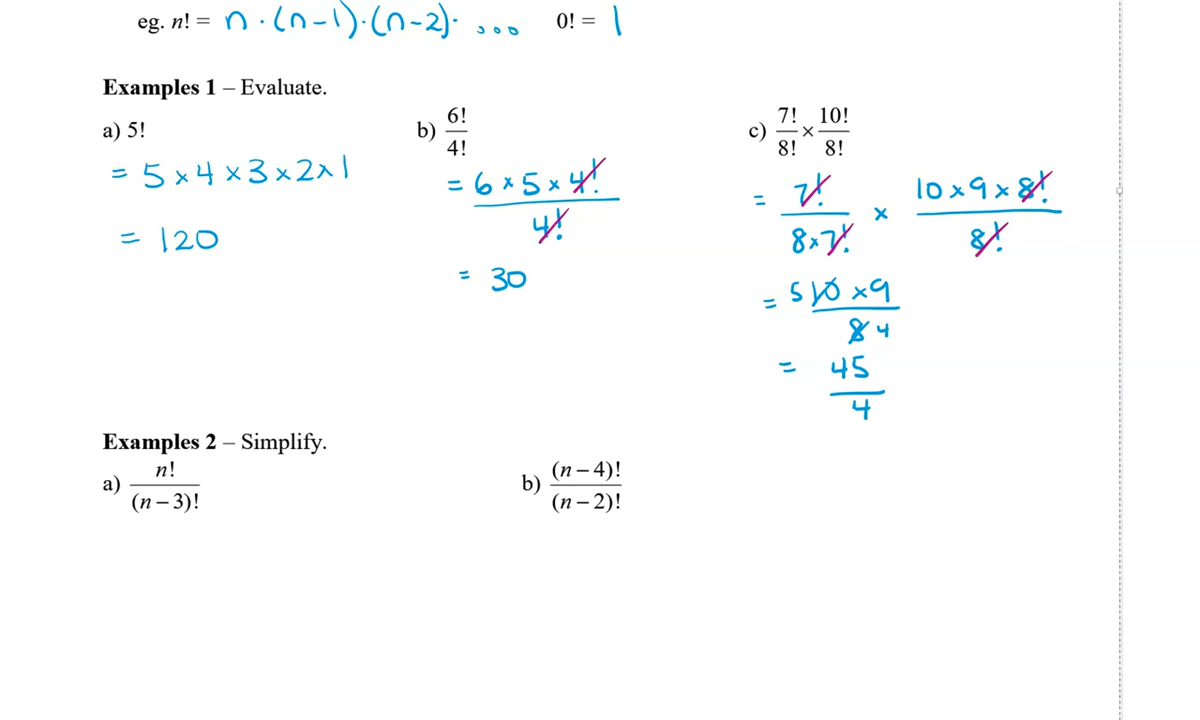 eg. n! = n · (n-1) · (n-2) · ... 0! = 1
Examples 1 – Evaluate.
a) 5!
= 5 × 4 × 3 × 2 × 1
= 120
b) 6!/4!
= 6 × 5 × 4! / 4!
= 30
c) 7!/8! × 10!/8!
= 7!/(8 × 7!) × (10 × 9 × 8!)/8!
= 5 10 × 9 / 8 4
= 45/4
Examples 2 – Simplify.
a) n!/(n – 3)!
b) (n – 4)!/(n – 2)!